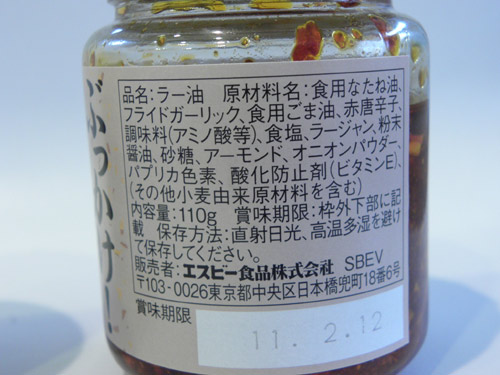 ぶっかけ!
品名:ラー油　原材料名:食用なたね油、
フライドガーリック、食用ごま油、赤唐辛子、
調味料(アミノ酸等)、食塩、ラージャン、粉末
醤油、砂糖、アーモンド、オニオンパウダー、
パプリカ色素、酸化防止剤(ビタミンE)、
(その他小麦由来原材料を含む)
内容量:110g　賞味期限:枠外下部に記
載　保存方法:直射日光、高温多湿を避け
て保存してください。
販売者:エスビー食品株式会社　SBEV
〒103-0026東京都中央区日本橋兜町18番6号
賞味期限
11. 2.12